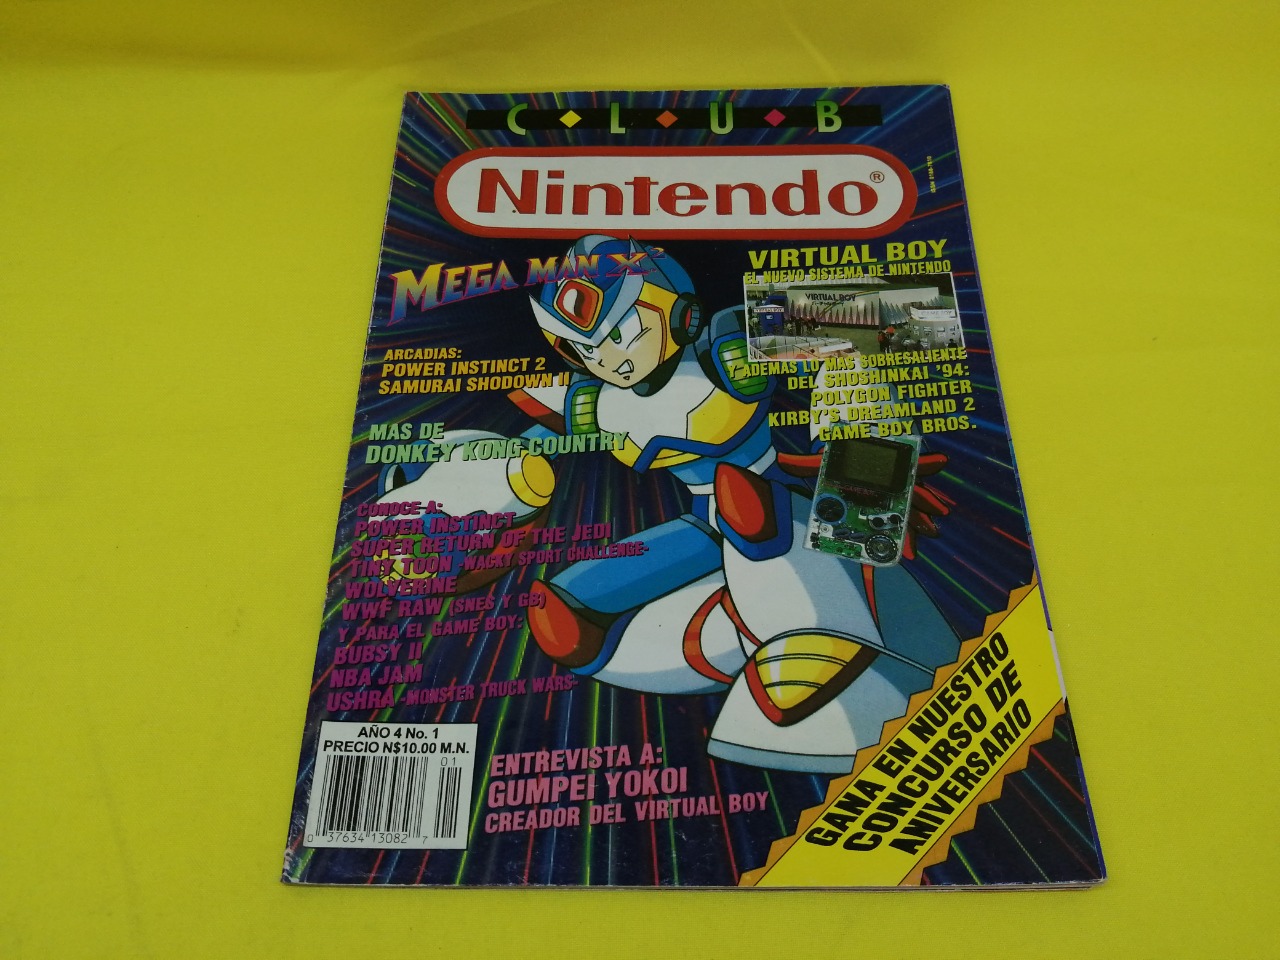 C L U B
Nintendo®
MEGA MAN X2
VIRTUAL BOY
EL NUEVO SISTEMA DE NINTENDO
VIRTUAL BOY
Y ADEMAS LO MAS SOBRESALIENTE
DEL SHOSHINKAI '94:
POLYGON FIGHTER
KIRBY'S DREAMLAND 2
GAME BOY BROS.
ARCADIAS:
POWER INSTINCT 2
SAMURAI SHODOWN II
MAS DE
DONKEY KONG COUNTRY
CONOCE A:
POWER INSTINCT
SUPER RETURN OF THE JEDI
TINY TOON -WACKY SPORT CHALLENGE-
WOLVERINE
WWF RAW (SNES Y GB)
Y PARA EL GAME BOY:
BUBSY II
NBA JAM
USHRA -MONSTER TRUCK WARS-
AÑO 4 No. 1
PRECIO N$10.00 M.N.
01
0 37634 13082 7
ENTREVISTA A:
GUMPEI YOKOI
CREADOR DEL VIRTUAL BOY
GANA EN NUESTRO
CONCURSO DE
ANIVERSARIO